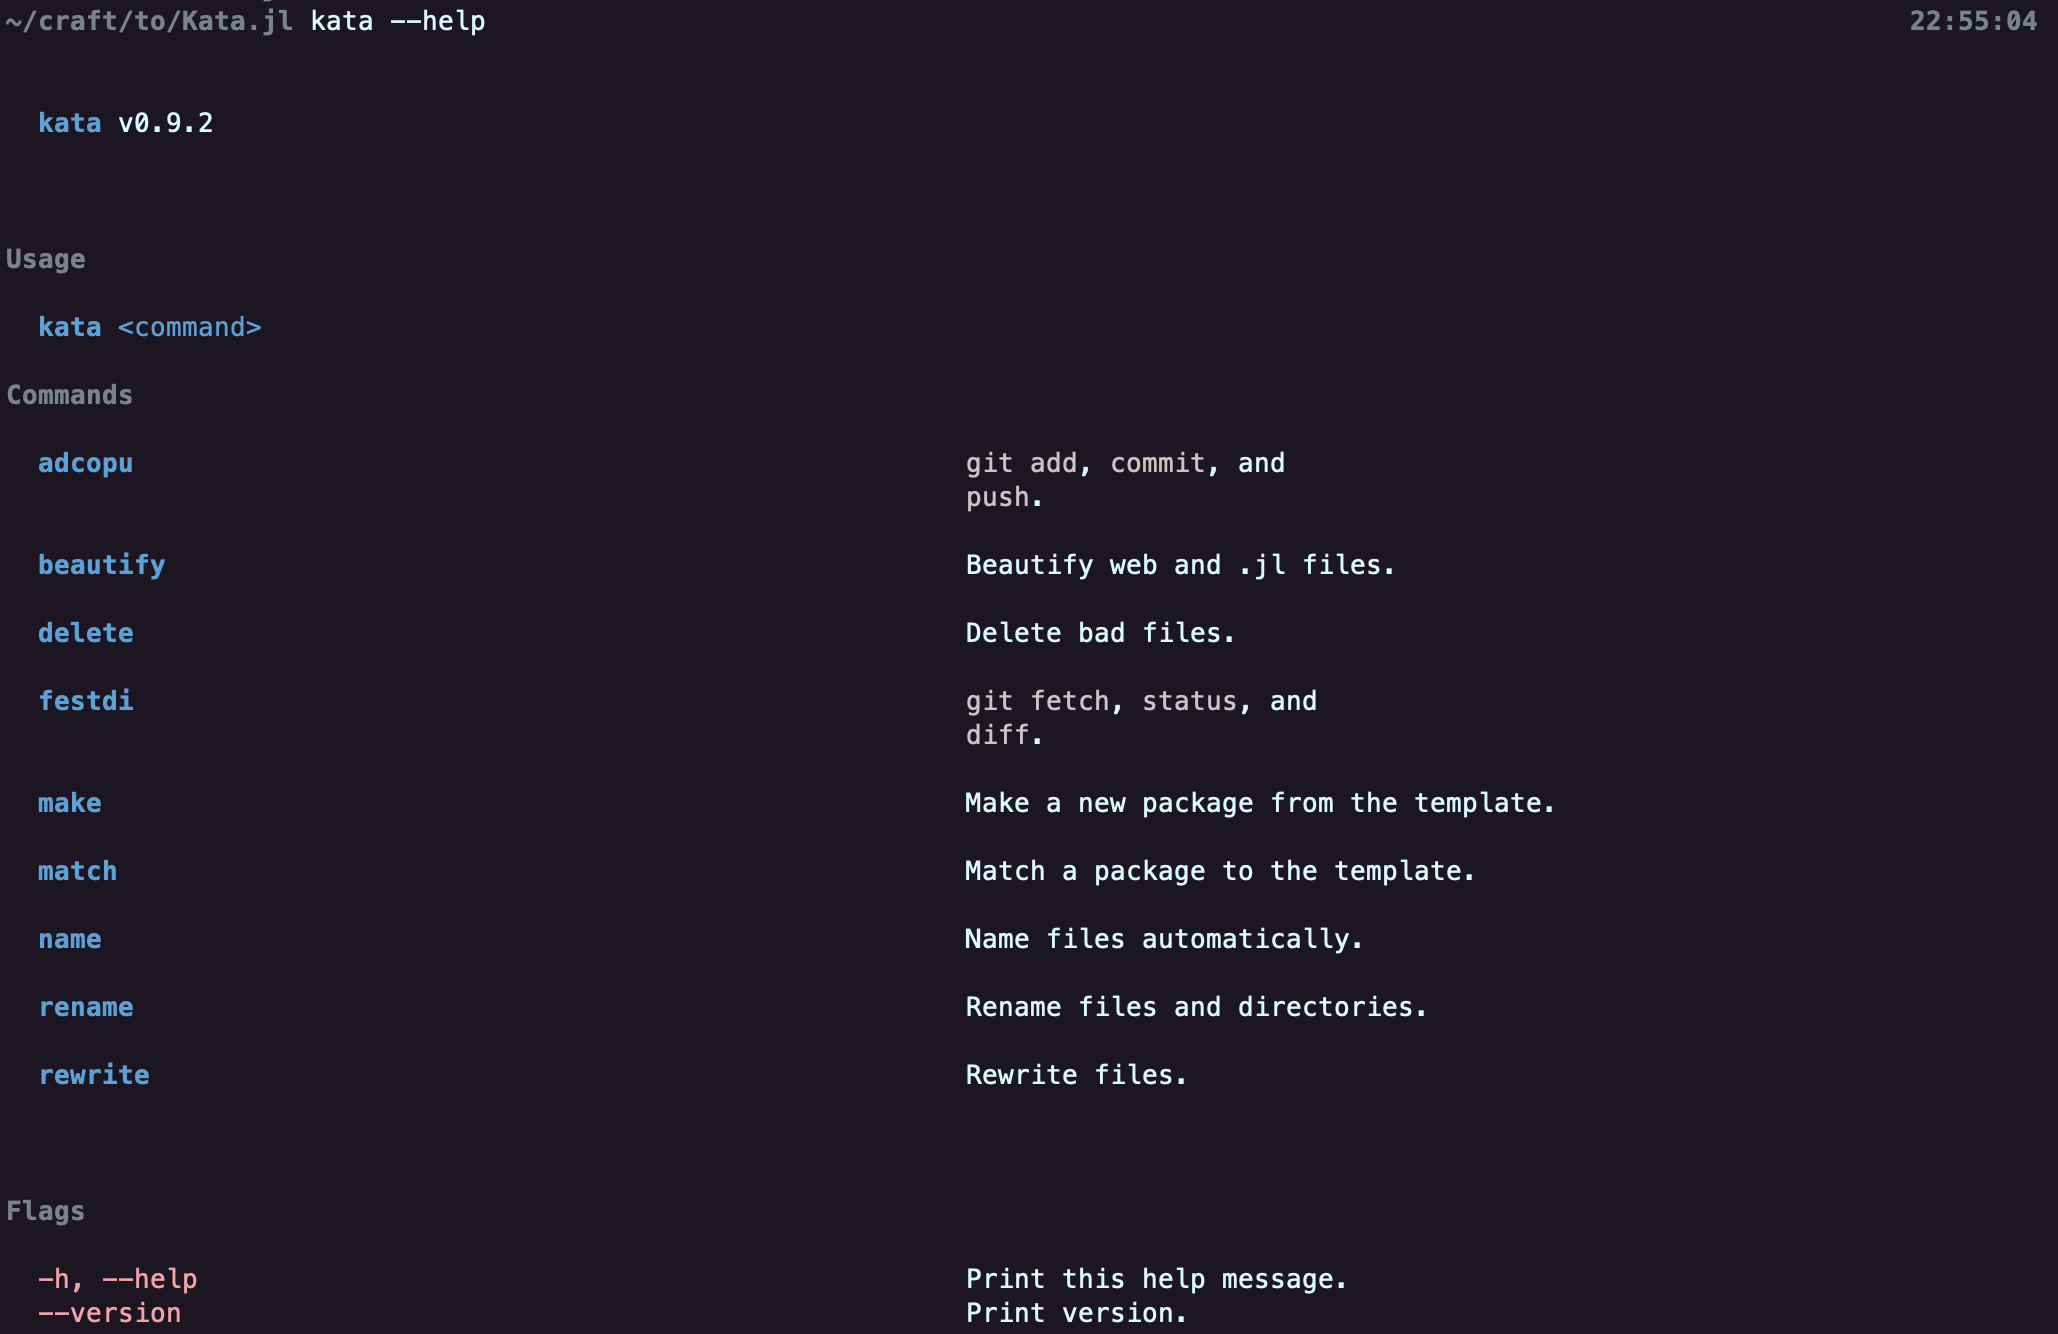 ~/craft/to/Kata.jl kata --help 22:55:04
kata v0.9.2
Usage
kata <command>
Commands
adcopu git add, commit, and
push.
beautify Beautify web and .jl files.
delete Delete bad files.
festdi git fetch, status, and
diff.
make Make a new package from the template.
match Match a package to the template.
name Name files automatically.
rename Rename files and directories.
rewrite Rewrite files.
Flags
-h, --help Print this help message.
--version Print version.